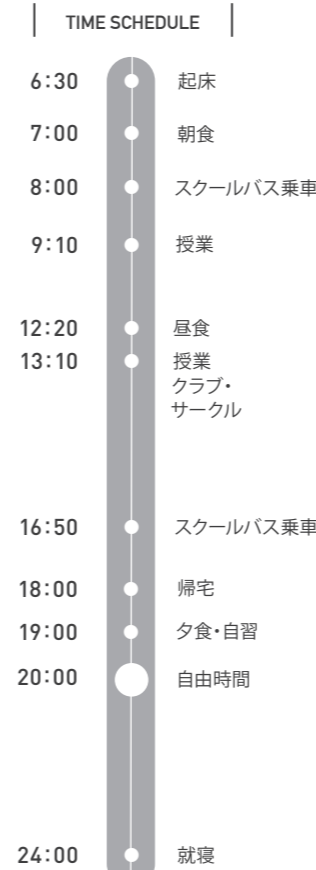 TIME SCHEDULE
6:30 起床
7:00 朝食
8:00 スクールバス乗車
9:10 授業
12:20 昼食
13:10 授業
クラブ・
サークル
16:50 スクールバス乗車
18:00 帰宅
19:00 夕食・自習
20:00 自由時間
24:00 就寝